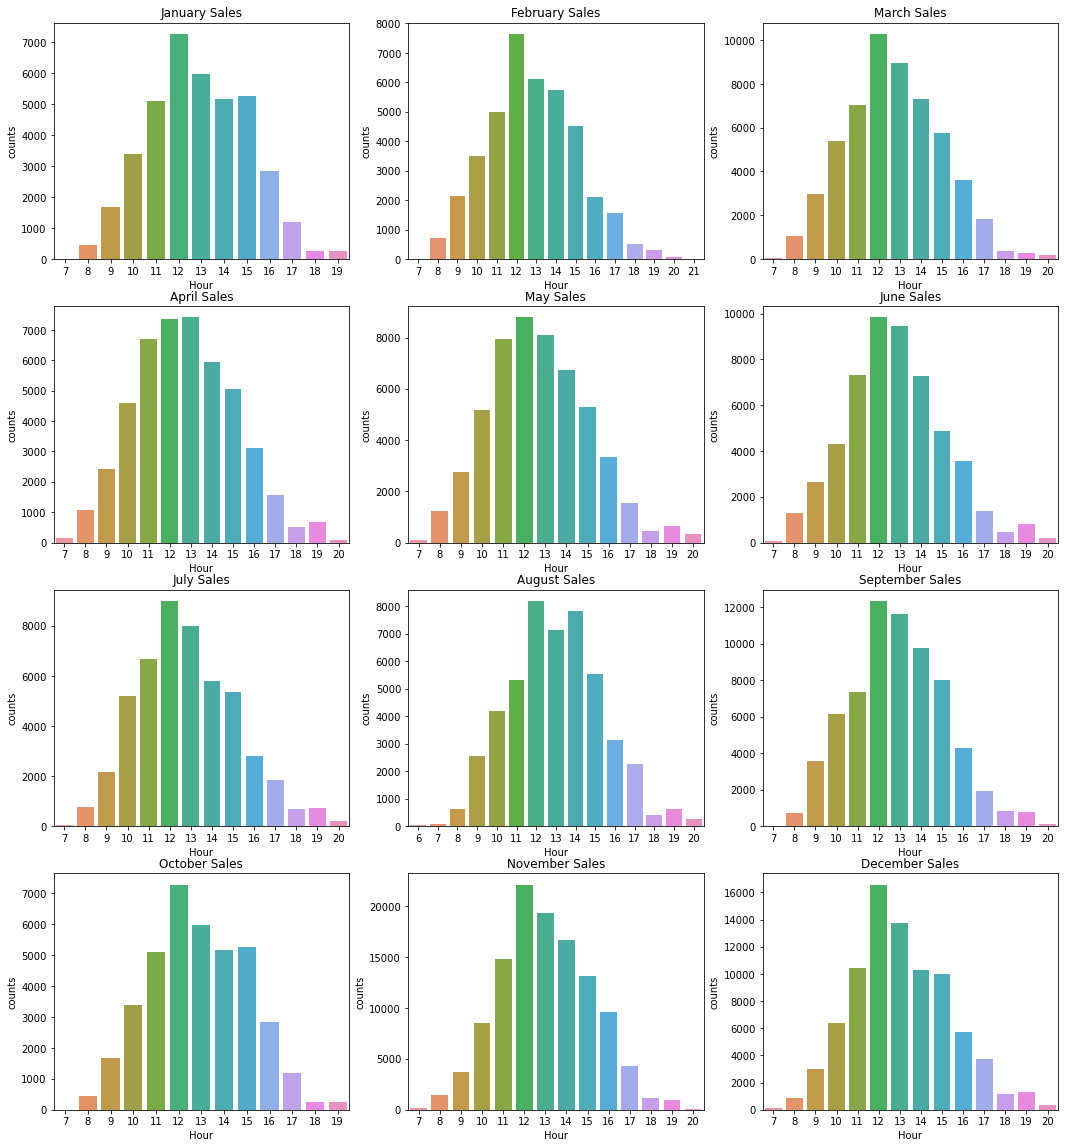 January Sales
counts
7000
6000
5000
4000
3000
2000
1000
0
7 8 9 10 11 12 13 14 15 16 17 18 19
Hour
February Sales
counts
8000
7000
6000
5000
4000
3000
2000
1000
0
7 8 9 10 11 12 13 14 15 16 17 18 19 20 21
Hour
March Sales
counts
10000
8000
6000
4000
2000
0
7 8 9 10 11 12 13 14 15 16 17 18 19 20
Hour
April Sales
counts
7000
6000
5000
4000
3000
2000
1000
0
7 8 9 10 11 12 13 14 15 16 17 18 19 20
Hour
May Sales
counts
8000
6000
4000
2000
0
7 8 9 10 11 12 13 14 15 16 17 18 19 20
Hour
June Sales
counts
10000
8000
6000
4000
2000
0
7 8 9 10 11 12 13 14 15 16 17 18 19 20
Hour
July Sales
counts
8000
6000
4000
2000
0
7 8 9 10 11 12 13 14 15 16 17 18 19 20
Hour
August Sales
counts
8000
7000
6000
5000
4000
3000
2000
1000
0
6 7 8 9 10 11 12 13 14 15 16 17 18 19 20
Hour
September Sales
counts
12000
10000
8000
6000
4000
2000
0
7 8 9 10 11 12 13 14 15 16 17 18 19 20
Hour
October Sales
counts
7000
6000
5000
4000
3000
2000
1000
0
7 8 9 10 11 12 13 14 15 16 17 18 19
Hour
November Sales
counts
20000
15000
10000
5000
0
7 8 9 10 11 12 13 14 15 16 17 18 19 20
Hour
December Sales
counts
16000
14000
12000
10000
8000
6000
4000
2000
0
7 8 9 10 11 12 13 14 15 16 17 18 19 20
Hour